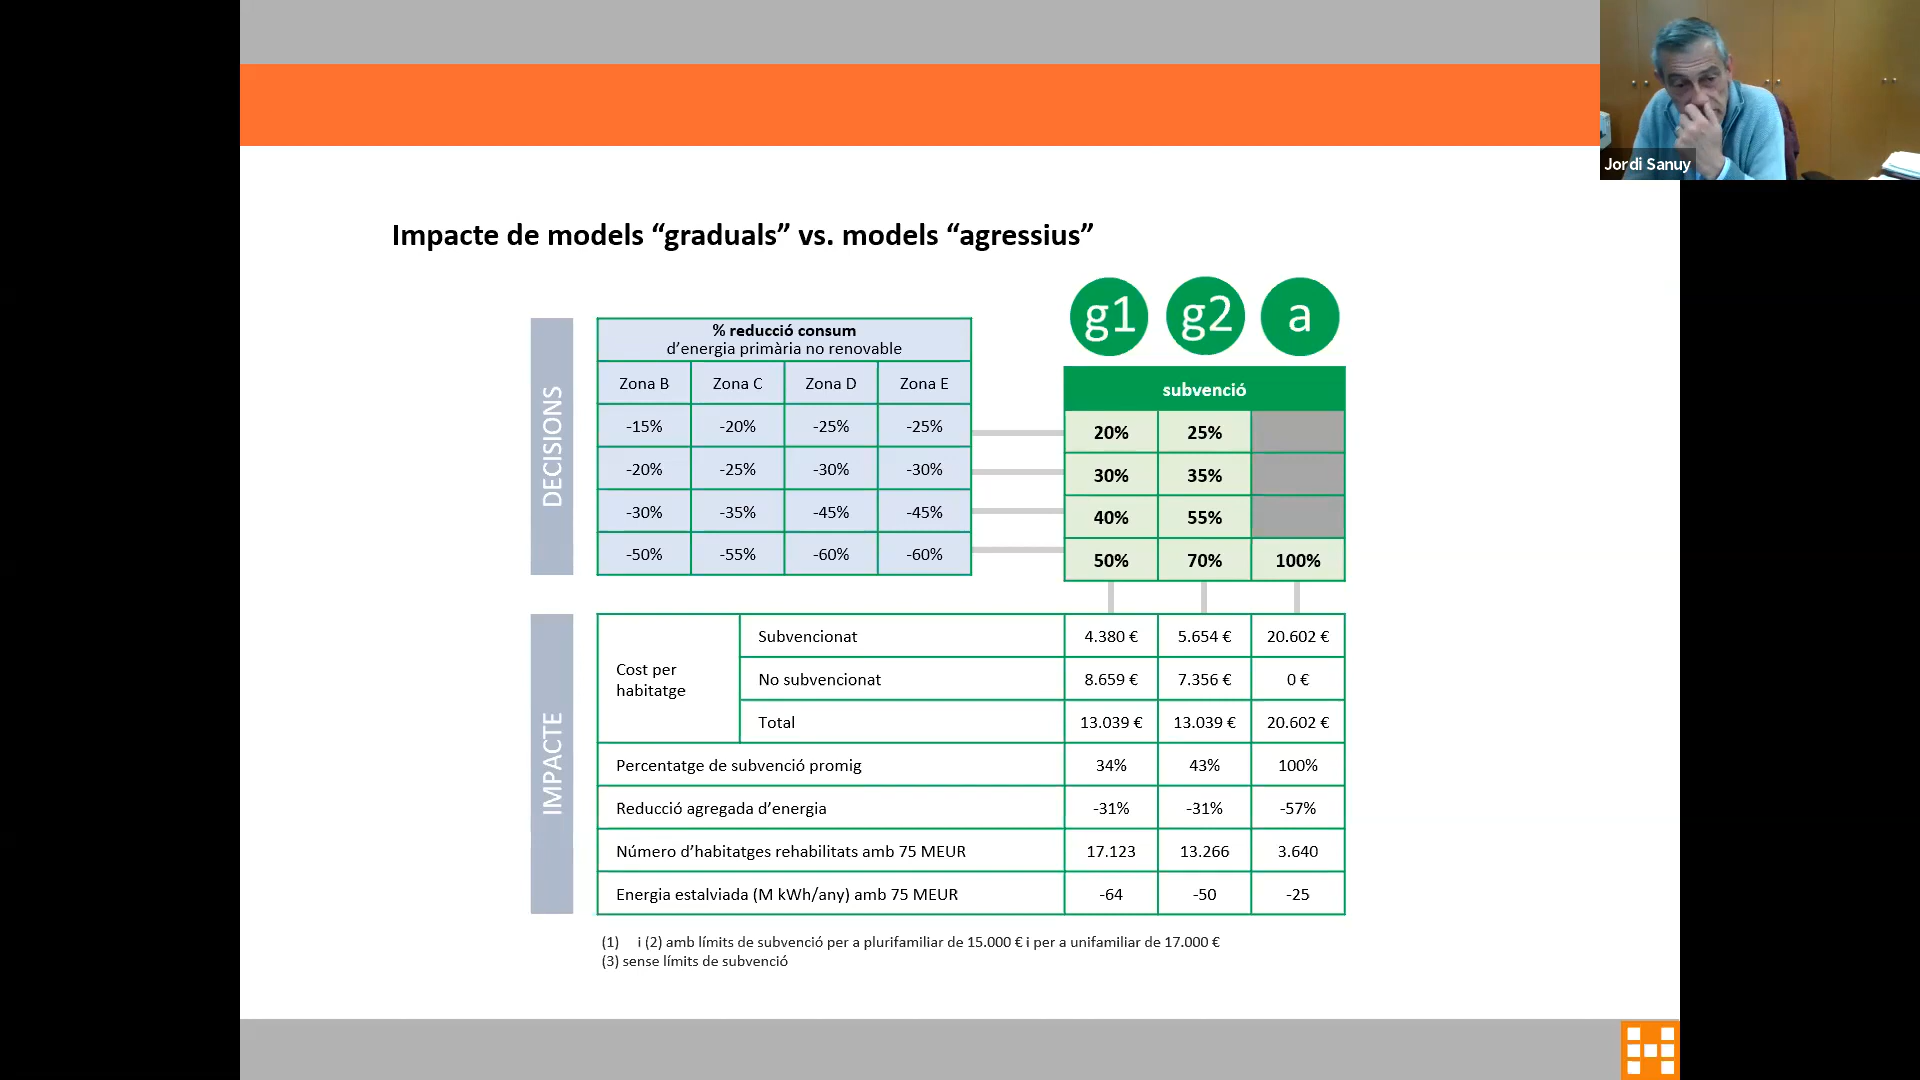 Jordi Sanuy
Impacte de models “graduals” vs. models “agressius”
g1 g2 a
DECISIONS
% reducció consum
d’energia primària no renovable
Zona B Zona C Zona D Zona E
subvenció
-15% -20% -25% -25% 20% 25%
-20% -25% -30% -30% 30% 35%
-30% -35% -45% -45% 40% 55%
-50% -55% -60% -60% 50% 70% 100%
IMPACTE
Cost per
habitatge
Subvencionat 4.380 € 5.654 € 20.602 €
No subvencionat 8.659 € 7.356 € 0 €
Total 13.039 € 13.039 € 20.602 €
Percentatge de subvenció promig 34% 43% 100%
Reducció agregada d’energia -31% -31% -57%
Número d’habitatges rehabilitats amb 75 MEUR 17.123 13.266 3.640
Energia estalviada (M kWh/any) amb 75 MEUR -64 -50 -25
(1) i (2) amb límits de subvenció per a plurifamiliar de 15.000 € i per a unifamiliar de 17.000 €
(3) sense límits de subvenció